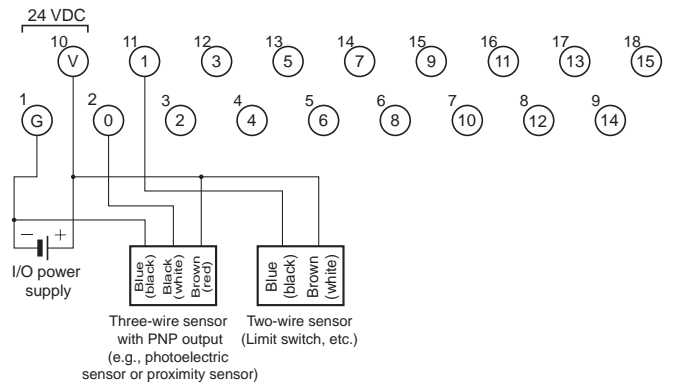 24 VDC
10 11 12 13 14 15 16 17 18
V 1 3 5 7 9 11 13 15
1 2 3 4 5 6 7 8 9
G 0 2 4 6 8 10 12 14
– +
I/O power
supply
Blue
(black)
Black
(white)
Brown
(red)
Blue
(black)
Brown
(white)
Three-wire sensor
with PNP output
(e.g., photoelectric
sensor or proximity sensor)
Two-wire sensor
(Limit switch, etc.)